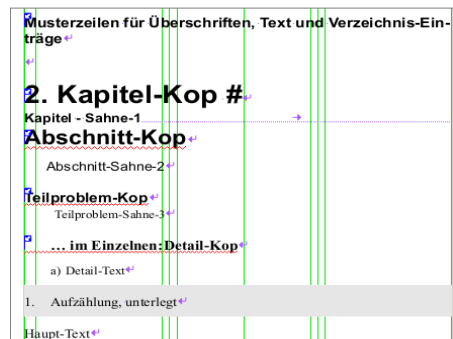 Musterzeilen für Überschriften, Text und Verzeichnis-Ein-
träge
2. Kapitel-Kop #
Kapitel - Sahne-1
Abschnitt-Kop
Abschnitt-Sahne-2
Teilproblem-Kop
Teilproblem-Sahne-3
… im Einzelnen:Detail-Kop
a) Detail-Text
1. Aufzählung, unterlegt
Haupt-Text